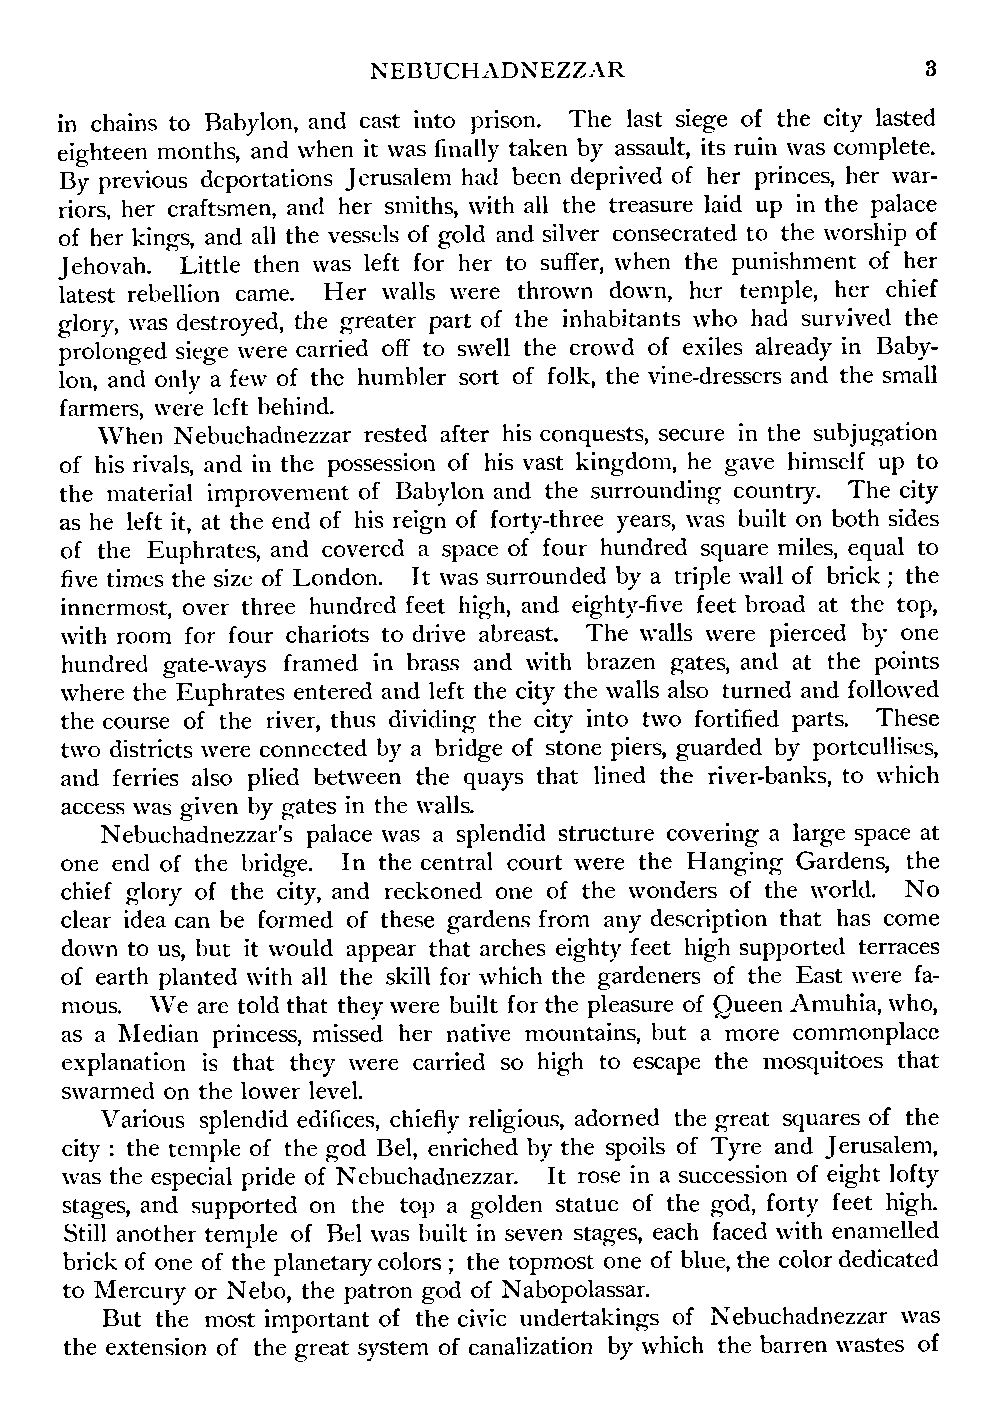 NEBUCHADNEZZAR 3
in chains to Babylon, and cast into prison. The last siege of the city lasted
eighteen months, and when it was finally taken by assault, its ruin was complete.
By previous deportations Jerusalem had been deprived of her princes, her war-
riors, her craftsmen, and her smiths, with all the treasure laid up in the palace
of her kings, and all the vessels of gold and silver consecrated to the worship of
Jehovah. Little then was left for her to suffer, when the punishment of her
latest rebellion came. Her walls were thrown down, her temple, her chief
glory, was destroyed, the greater part of the inhabitants who had survived the
prolonged siege were carried off to swell the crowd of exiles already in Baby-
lon, and only a few of the humbler sort of folk, the vine-dressers and the small
farmers, were left behind.
When Nebuchadnezzar rested after his conquests, secure in the subjugation
of his rivals, and in the possession of his vast kingdom, he gave himself up to
the material improvement of Babylon and the surrounding country. The city
as he left it, at the end of his reign of forty-three years, was built on both sides
of the Euphrates, and covered a space of four hundred square miles, equal to
five times the size of London. It was surrounded by a triple wall of brick ; the
innermost, over three hundred feet high, and eighty-five feet broad at the top,
with room for four chariots to drive abreast. The walls were pierced by one
hundred gate-ways framed in brass and with brazen gates, and at the points
where the Euphrates entered and left the city the walls also turned and followed
the course of the river, thus dividing the city into two fortified parts. These
two districts were connected by a bridge of stone piers, guarded by portcullises,
and ferries also plied between the quays that lined the river-banks, to which
access was given by gates in the walls.
Nebuchadnezzar's palace was a splendid structure covering a large space at
one end of the bridge. In the central court were the Hanging Gardens, the
chief glory of the city, and reckoned one of the wonders of the world. No
clear idea can be formed of these gardens from any description that has come
down to us, but it would appear that arches eighty feet high supported terraces
of earth planted with all the skill for which the gardeners of the East were fa-
mous. We are told that they were built for the pleasure of Queen Amuhia, who,
as a Median princess, missed her native mountains, but a more commonplace
explanation is that they were carried so high to escape the mosquitoes that
swarmed on the lower level.
Various splendid edifices, chiefly religious, adorned the great squares of the
city : the temple of the god Bel, enriched by the spoils of Tyre and Jerusalem,
was the especial pride of Nebuchadnezzar. It rose in a succession of eight lofty
stages, and supported on the top a golden statue of the god, forty feet high.
Still another temple of Bel was built in seven stages, each faced with enamelled
brick of one of the planetary colors ; the topmost one of blue, the color dedicated
to Mercury or Nebo, the patron god of Nabopolassar.
But the most important of the civic undertakings of Nebuchadnezzar was
the extension of the great system of canalization by which the barren wastes of